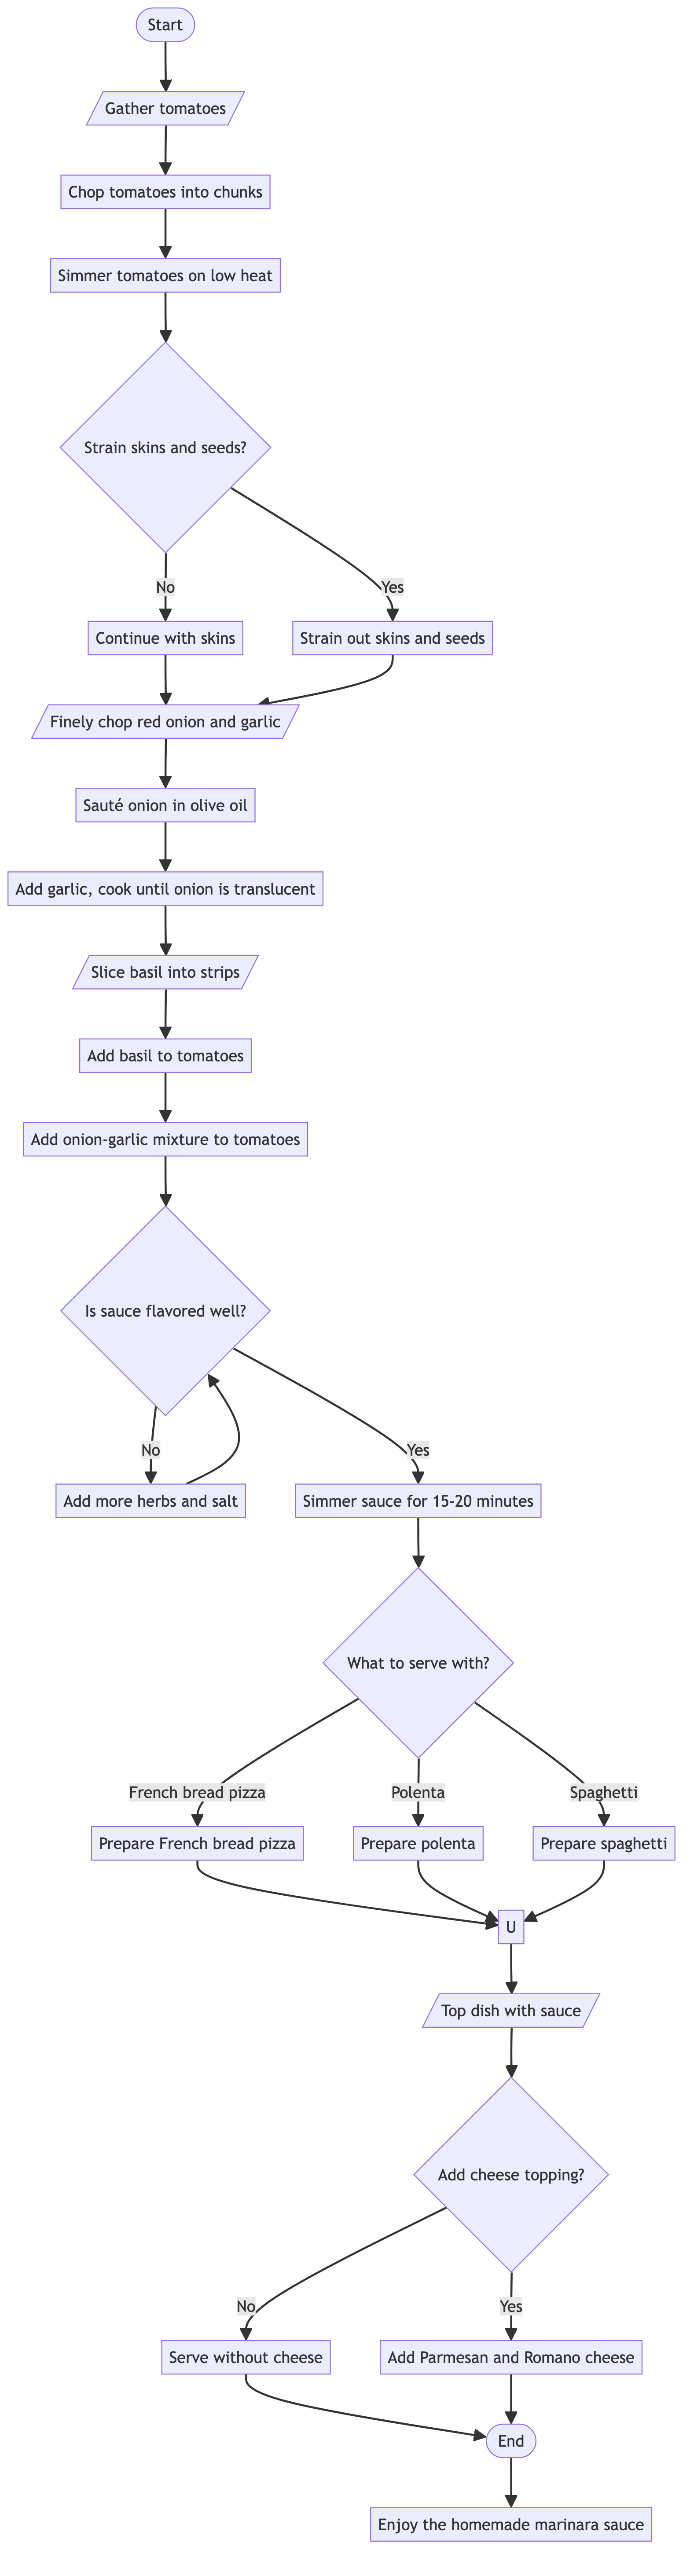 Start
Gather tomatoes
Chop tomatoes into chunks
Simmer tomatoes on low heat
Strain skins and seeds?
No
Yes
Continue with skins
Strain out skins and seeds
Finely chop red onion and garlic
Sauté onion in olive oil
Add garlic, cook until onion is translucent
Slice basil into strips
Add basil to tomatoes
Add onion-garlic mixture to tomatoes
Is sauce flavored well?
No
Yes
Add more herbs and salt
Simmer sauce for 15-20 minutes
What to serve with?
French bread pizza
Polenta
Spaghetti
Prepare French bread pizza
Prepare polenta
Prepare spaghetti
U
Top dish with sauce
Add cheese topping?
No
Yes
Serve without cheese
Add Parmesan and Romano cheese
End
Enjoy the homemade marinara sauce